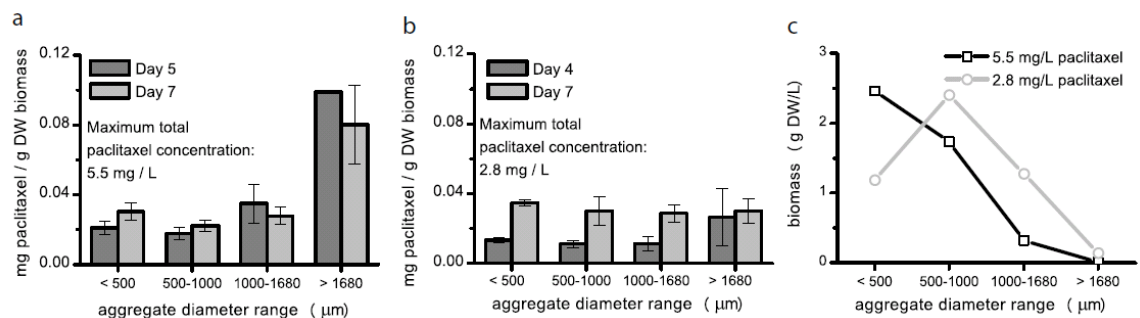 a
mg paclitaxel / g DW biomass
0.12
0.08
0.04
0.00
Day 5
Day 7
Maximum total
paclitaxel concentration:
5.5 mg / L
< 500
500-1000
1000-1680
> 1680
aggregate diameter range ( μm)
b
mg paclitaxel / g DW biomass
0.12
0.08
0.04
0.00
Day 4
Day 7
Maximum total
paclitaxel concentration:
2.8 mg / L
< 500
500-1000
1000-1680
> 1680
aggregate diameter range ( μm)
c
biomass ( g DW/L)
3
2
1
0
5.5 mg/L paclitaxel
2.8 mg/L paclitaxel
< 500
500-1000
1000-1680
> 1680
aggregate diameter range ( μm)